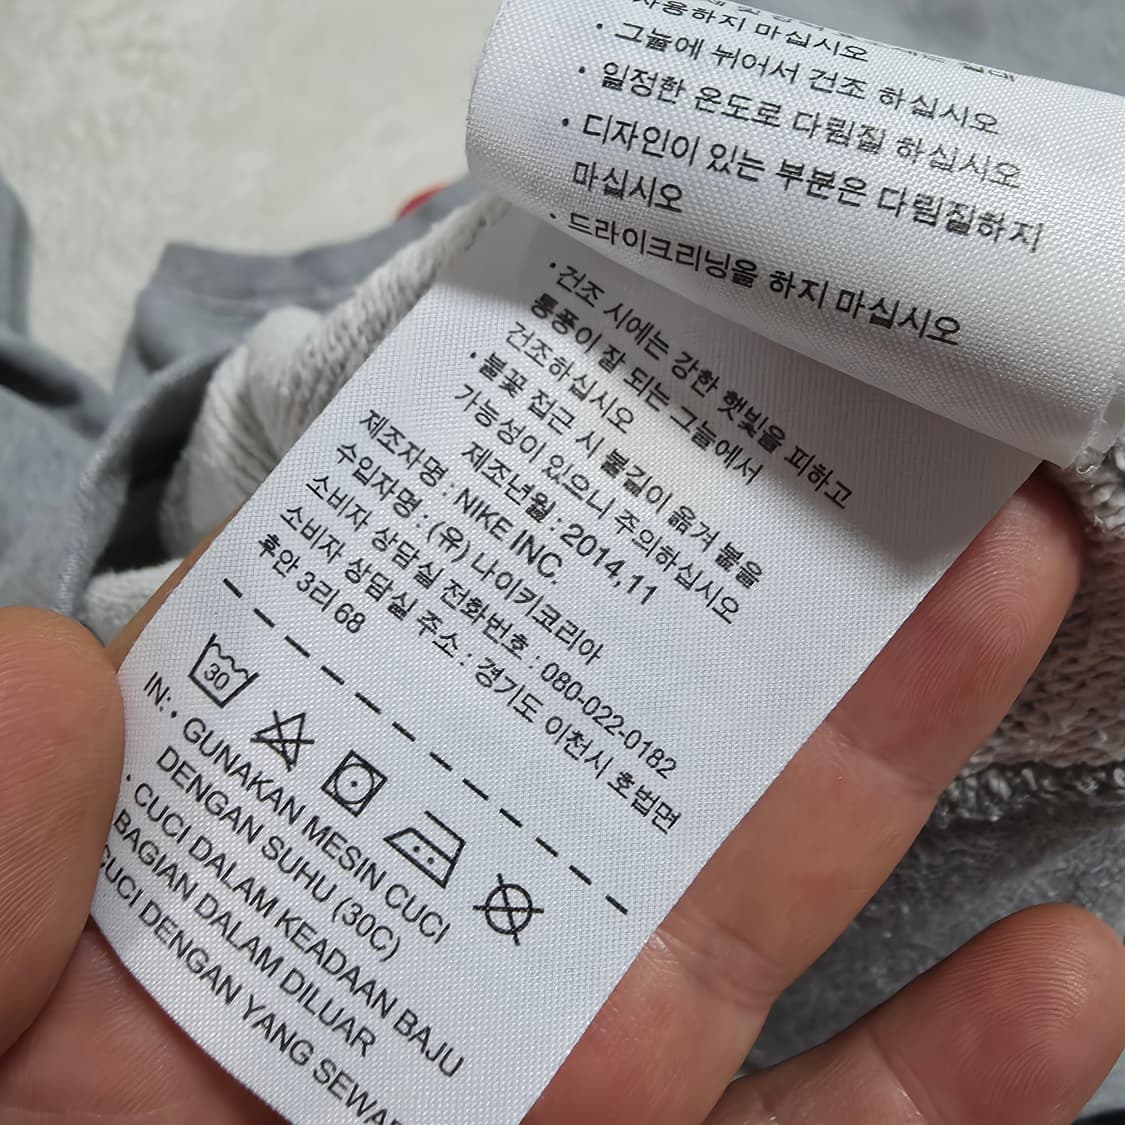 사용하지 마십시오
• 그늘에 뉘어서 건조 하십시오
• 일정한 온도로 다림질 하십시오
• 디자인이 있는 부분은 다림질하지
마십시오
• 드라이크리닝을 하지 마십시오
• 건조 시에는 강한 햇빛을 피하고
통풍이 잘 되는 그늘에서
건조하십시오
• 불꽃 접근 시 불길이 옮겨 붙을
가능성이 있으니 주의하십시오
제조년월 : 2014,11
제조자명 : NIKE INC.
수입자명 : (유) 나이키코리아
소비자 상담실 전화번호 : 080-022-0182
소비자 상담실 주소 : 경기도 이천시 호법면
후안 3리 68
30
IN: • GUNAKAN MESIN CUCI
DENGAN SUHU (30C)
• CUCI DALAM KEADAAN BAJU
BAGIAN DALAM DILUAR
CUCI DENGAN YANG